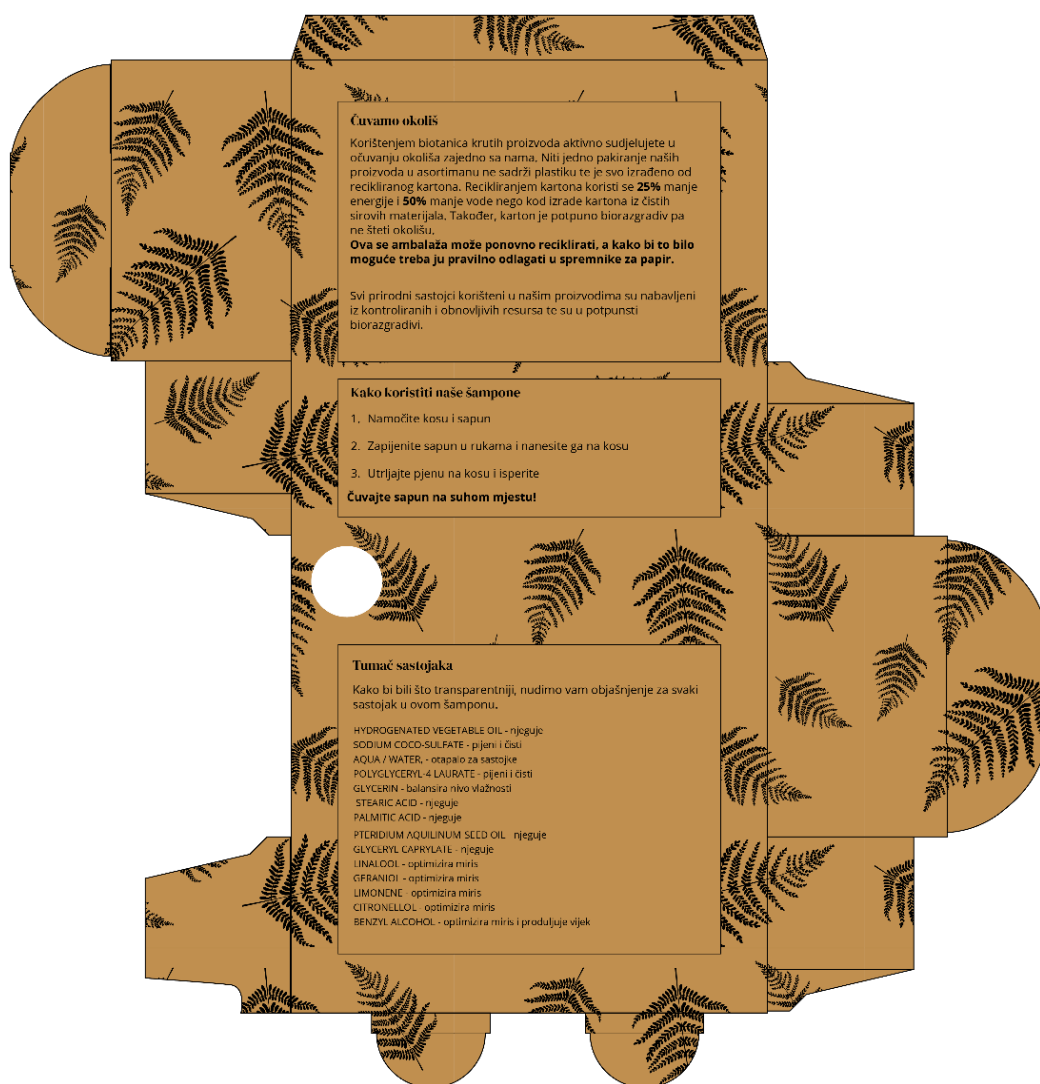 Čuvamo okoliš
Korištenjem biotanica krutih proizvoda aktivno sudjelujete u
očuvanju okoliša zajedno sa nama. Niti jedno pakiranje naših
proizvoda u asortimanu ne sadrži plastiku te je svo izrađeno od
recikliranog kartona. Recikliranjem kartona koristi se 25% manje
energije i 50% manje vode nego kod izrade kartona iz čistih
sirovih materijala. Također, karton je potpuno biorazgradiv pa
ne šteti okolišu.
Ova se ambalaža može ponovno reciklirati, a kako bi to bilo
moguće treba ju pravilno odlagati u spremnike za papir.
Svi prirodni sastojci korišteni u našim proizvodima su nabavljeni
iz kontroliranih i obnovljivih resursa te su u potpunsti
biorazgradivi.
Kako koristiti naše šampone
1. Namočite kosu i sapun
2. Zapijenite sapun u rukama i nanesite ga na kosu
3. Utrljajte pjenu na kosu i isperite
Čuvajte sapun na suhom mjestu!
Tumač sastojaka
Kako bi bili što transparentniji, nudimo vam objašnjenje za svaki
sastojak u ovom šamponu.
HYDROGENATED VEGETABLE OIL - njeguje
SODIUM COCO-SULFATE - pijeni i čisti
AQUA / WATER, - otapalo za sastojke
POLYGLYCERYL-4 LAURATE - pijeni i čisti
GLYCERIN - balansira nivo vlažnosti
STEARIC ACID - njeguje
PALMITIC ACID - njeguje
PTERIDIUM AQUILINUM SEED OIL njeguje
GLYCERYL CAPRYLATE - njeguje
LINALOOL - optimizira miris
GERANIOL - optimizira miris
LIMONENE - optimizira miris
CITRONELLOL - optimizira miris
BENZYL ALCOHOL - optimizira miris i produljuje vijek